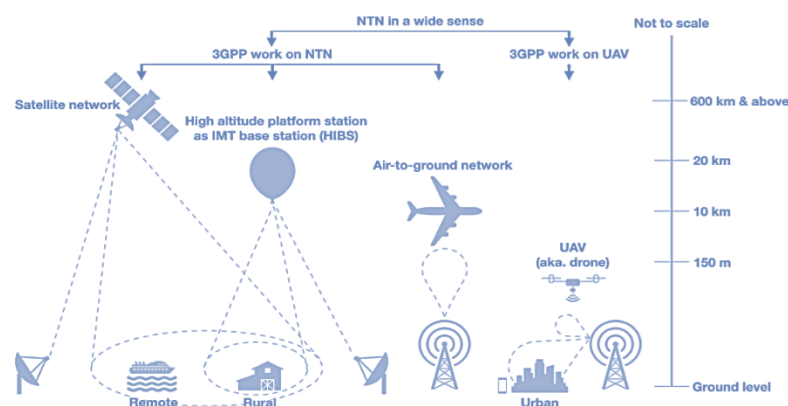 NTN in a wide sense
Not to scale
3GPP work on NTN
3GPP work on UAV
Satellite network
600 km & above
High altitude platform station
as IMT base station (HIBS)
Air-to-ground network
20 km
10 km
UAV
(aka. drone)
150 m
Remote
Rural
Urban
Ground level